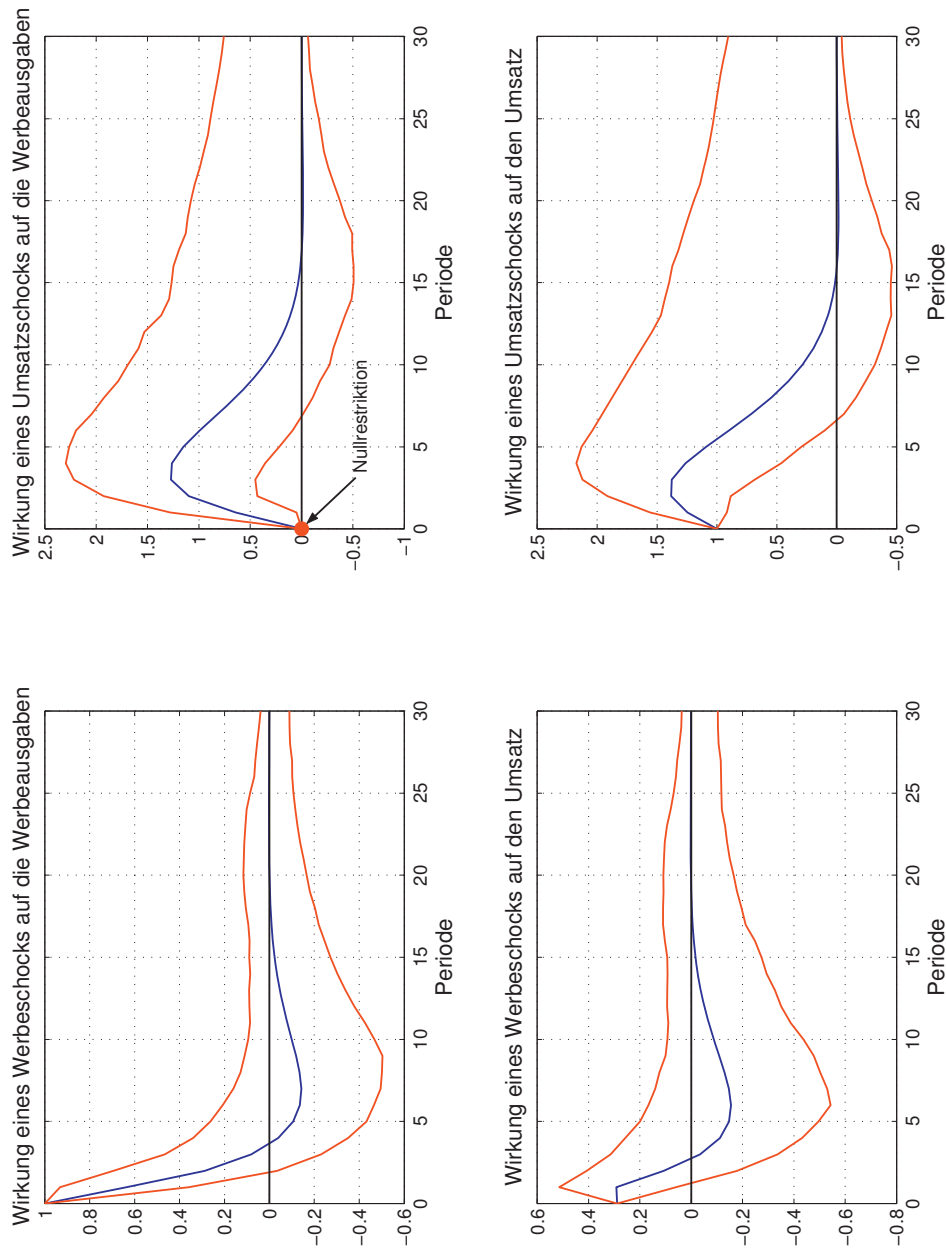 Wirkung eines Werbeschocks auf die Werbeausgaben
1
0.8
0.6
0.4
0.2
0
−0.2
−0.4
−0.6
0 5 10 15 20 25 30
Periode
Wirkung eines Umsatzschocks auf die Werbeausgaben
2.5
2
1.5
1
0.5
0
−0.5
−1
0 5 10 15 20 25 30
Nullrestriktion
Periode
Wirkung eines Werbeschocks auf den Umsatz
0.6
0.4
0.2
0
−0.2
−0.4
−0.6
−0.8
0 5 10 15 20 25 30
Periode
Wirkung eines Umsatzschocks auf den Umsatz
2.5
2
1.5
1
0.5
0
−0.5
0 5 10 15 20 25 30
Periode